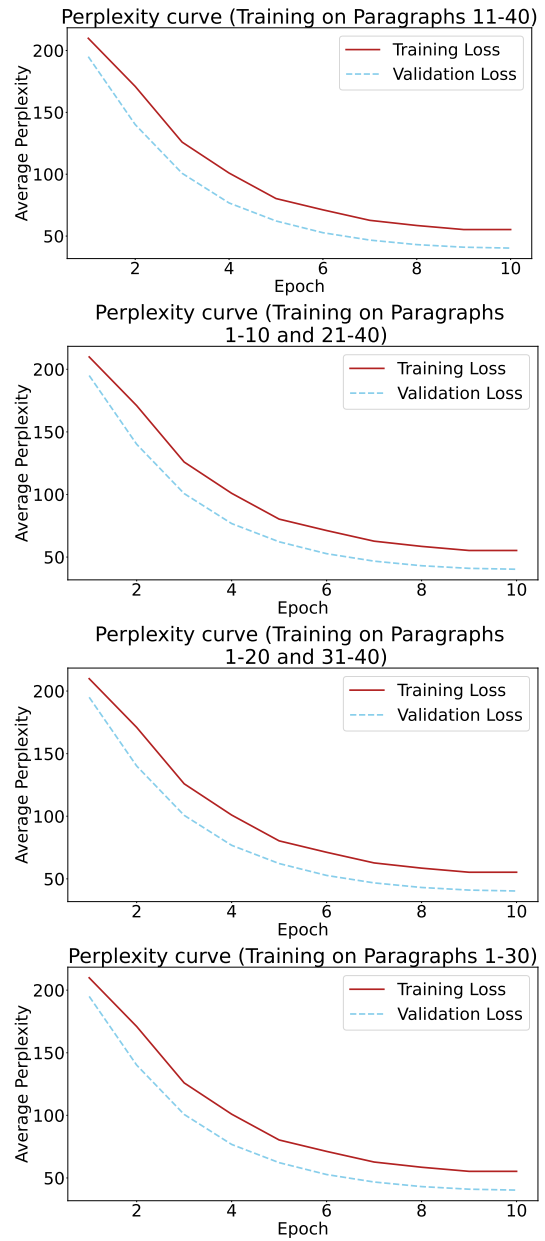 Perplexity curve (Training on Paragraphs 11-40)
Training Loss
Validation Loss
Average Perplexity
200
150
100
50
2 4 6 8 10
Epoch
Perplexity curve (Training on Paragraphs
1-10 and 21-40)
Training Loss
Validation Loss
Average Perplexity
200
150
100
50
2 4 6 8 10
Epoch
Perplexity curve (Training on Paragraphs
1-20 and 31-40)
Training Loss
Validation Loss
Average Perplexity
200
150
100
50
2 4 6 8 10
Epoch
Perplexity curve (Training on Paragraphs 1-30)
Training Loss
Validation Loss
Average Perplexity
200
150
100
50
2 4 6 8 10
Epoch